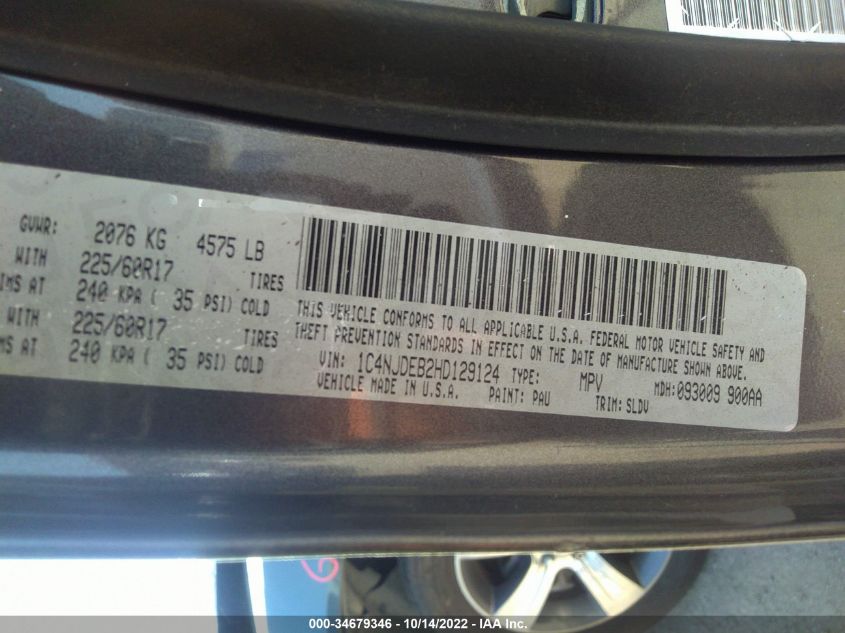 GVWR: 2076 KG 4575 LB
WITH 225/60R17 TIRES
IMS AT 240 KPA ( 35 PSI) COLD
WITH 225/60R17 TIRES
IMS AT 240 KPA ( 35 PSI) COLD
THIS VEHICLE CONFORMS TO ALL APPLICABLE U.S.A. FEDERAL MOTOR VEHICLE SAFETY AND
THEFT PREVENTION STANDARDS IN EFFECT ON THE DATE OF MANUFACTURE SHOWN ABOVE.
VIN: 1C4NJDEB2HD129124 TYPE: MPV MDH:093009 900AA
VEHICLE MADE IN U.S.A. PAINT: PAU TRIM: SLDV
000-34679346 - 10/14/2022 - IAA Inc.